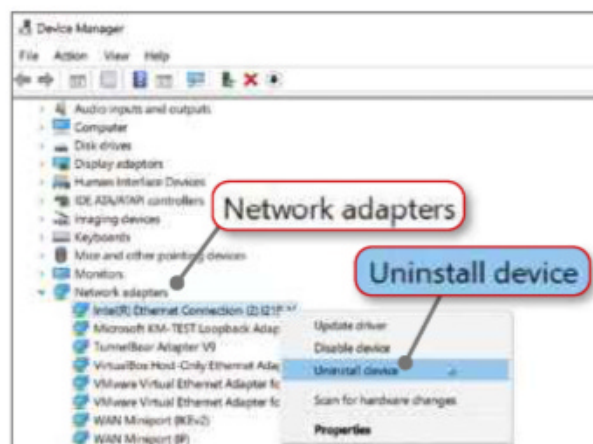 Device Manager
File Action View Help
Audio inputs and outputs
Computer
Disk drives
Display adaptors
Human Interface Devices
IDE ATA/ATAPI controllers
Imaging devices
Keyboards
Mice and other pointing devices
Monitors
Network adapters
Intel(R) Ethernet Connection (2) I21
Microsoft KM-TEST Loopback Adap
TunnelBear Adapter V9
VirtualBox Host-Only Ethernet Adap
VMware Virtual Ethernet Adapter fo
VMware Virtual Ethernet Adapter fo
WAN Miniport (IKEv2)
WAN Miniport (IP)
Network adapters
Uninstall device
Update driver
Disable device
Uninstall device
Scan for hardware changes
Properties